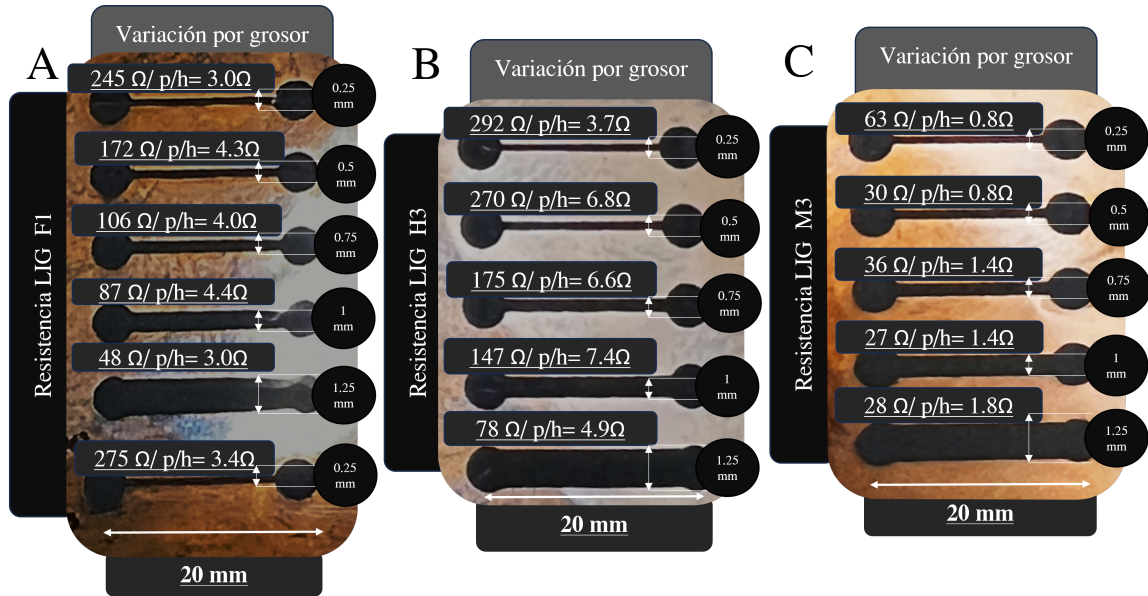 A
Variación por grosor
Resistencia LIG F1
245 Ω/ p/h= 3.0Ω
0.25
mm
172 Ω/ p/h= 4.3Ω
0.5
mm
106 Ω/ p/h= 4.0Ω
0.75
mm
87 Ω/ p/h= 4.4Ω
1
mm
48 Ω/ p/h= 3.0Ω
1.25
mm
275 Ω/ p/h= 3.4Ω
0.25
mm
20 mm
B
Variación por grosor
Resistencia LIG H3
292 Ω/ p/h= 3.7Ω
0.25
mm
270 Ω/ p/h= 6.8Ω
0.5
mm
175 Ω/ p/h= 6.6Ω
0.75
mm
147 Ω/ p/h= 7.4Ω
1
mm
78 Ω/ p/h= 4.9Ω
1.25
mm
20 mm
C
Variación por grosor
Resistencia LIG M3
63 Ω/ p/h= 0.8Ω
0.25
mm
30 Ω/ p/h= 0.8Ω
0.5
mm
36 Ω/ p/h= 1.4Ω
0.75
mm
27 Ω/ p/h= 1.4Ω
1
mm
28 Ω/ p/h= 1.8Ω
1.25
mm
20 mm